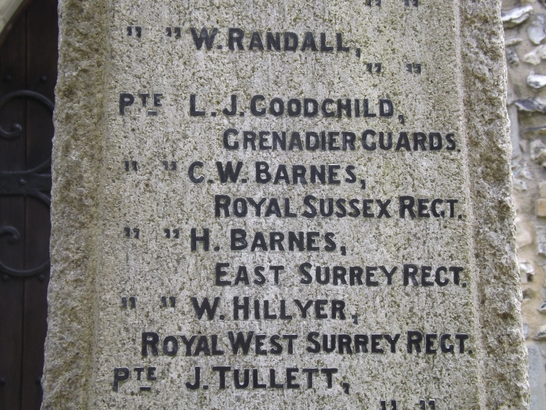 " "
" " W. RANDALL,
" "
PTE L. J. GOODCHILD,
GRENADIER GUARDS.
" " C. W. BARNES,
ROYAL SUSSEX REGT.
" " H. BARNES,
EAST SURREY REGT.
" " W. HILLYER,
ROYAL WEST SURREY REGT.
PTE J. TULLETT,
" "